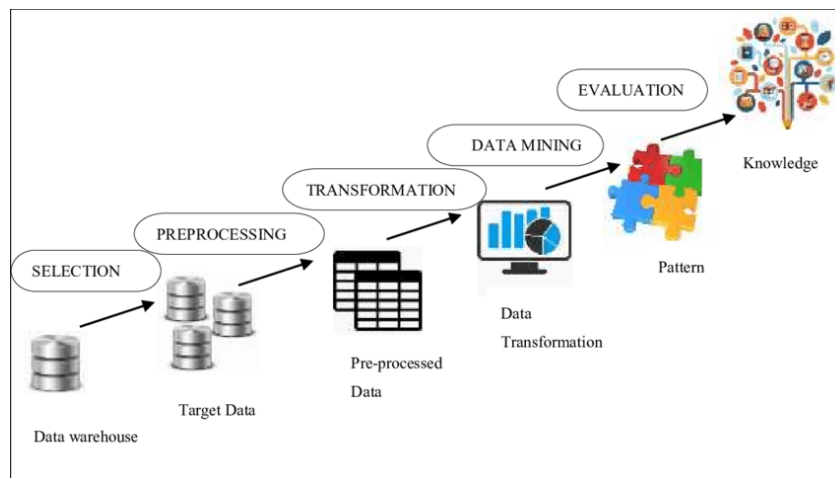 EVALUATION
DATA MINING
Knowledge
TRANSFORMATION
PREPROCESSING
Pattern
SELECTION
Data
Transformation
Pre-processed
Data
Target Data
Data warehouse